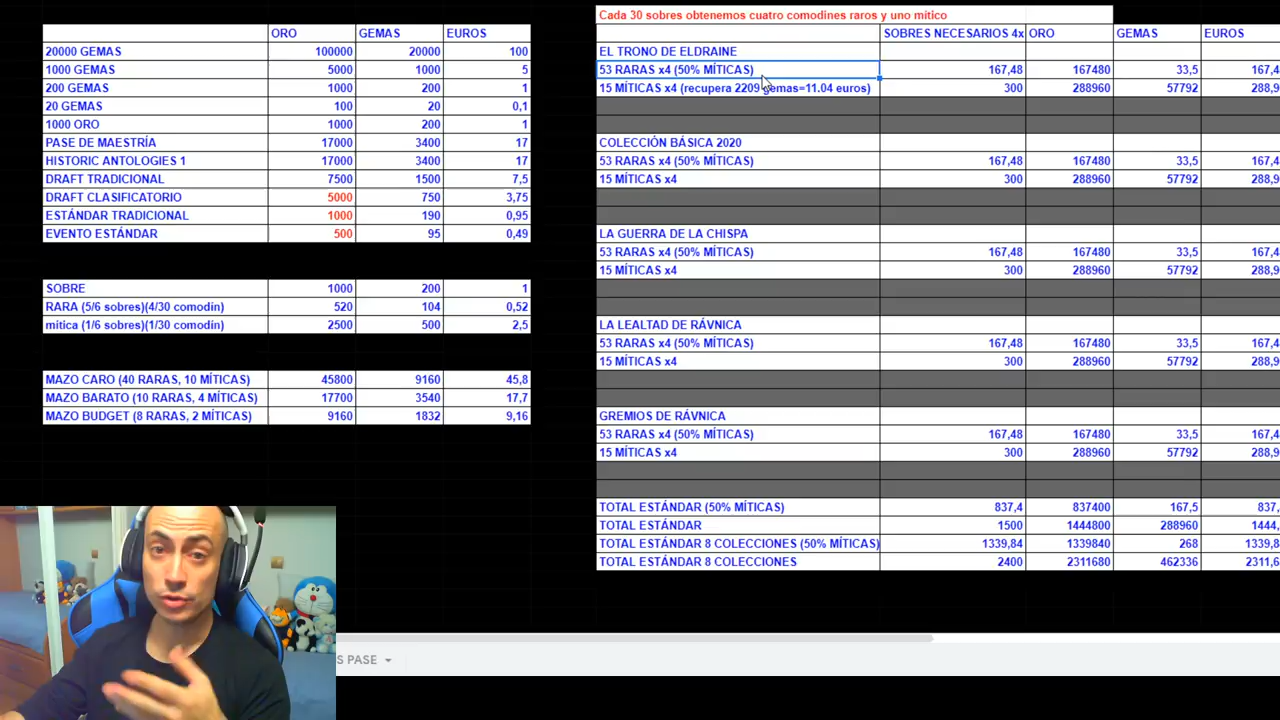 ORO GEMAS EUROS
20000 GEMAS 100000 20000 100
1000 GEMAS 5000 1000 5
200 GEMAS 1000 200 1
20 GEMAS 100 20 0,1
1000 ORO 1000 200 1
PASE DE MAESTRÍA 17000 3400 17
HISTORIC ANTOLOGIES 1 17000 3400 17
DRAFT TRADICIONAL 7500 1500 7,5
DRAFT CLASIFICATORIO 5000 750 3,75
ESTÁNDAR TRADICIONAL 1000 190 0,95
EVENTO ESTÁNDAR 500 95 0,49
SOBRE 1000 200 1
RARA (5/6 sobres)(4/30 comodín) 520 104 0,52
mítica (1/6 sobres)(1/30 comodín) 2500 500 2,5
MAZO CARO (40 RARAS, 10 MÍTICAS) 45800 9160 45,8
MAZO BARATO (10 RARAS, 4 MÍTICAS) 17700 3540 17,7
MAZO BUDGET (8 RARAS, 2 MÍTICAS) 9160 1832 9,16
Cada 30 sobres obtenemos cuatro comodines raros y uno mítico
SOBRES NECESARIOS 4x ORO GEMAS EUROS
EL TRONO DE ELDRAINE
53 RARAS x4 (50% MÍTICAS) 167,48 167480 33,5 167,4
15 MÍTICAS x4 (recupera 2209 gemas=11.04 euros) 300 288960 57792 288,9
COLECCIÓN BÁSICA 2020
53 RARAS x4 (50% MÍTICAS) 167,48 167480 33,5 167,4
15 MÍTICAS x4 300 288960 57792 288,9
LA GUERRA DE LA CHISPA
53 RARAS x4 (50% MÍTICAS) 167,48 167480 33,5 167,4
15 MÍTICAS x4 300 288960 57792 288,9
LA LEALTAD DE RÁVNICA
53 RARAS x4 (50% MÍTICAS) 167,48 167480 33,5 167,4
15 MÍTICAS x4 300 288960 57792 288,9
GREMIOS DE RÁVNICA
53 RARAS x4 (50% MÍTICAS) 167,48 167480 33,5 167,4
15 MÍTICAS x4 300 288960 57792 288,9
TOTAL ESTÁNDAR (50% MÍTICAS) 837,4 837400 167,5 837,
TOTAL ESTÁNDAR 1500 1444800 288960 1444,
TOTAL ESTÁNDAR 8 COLECCIONES (50% MÍTICAS) 1339,84 1339840 268 1339,8
TOTAL ESTÁNDAR 8 COLECCIONES 2400 2311680 462336 2311,6
S PASE